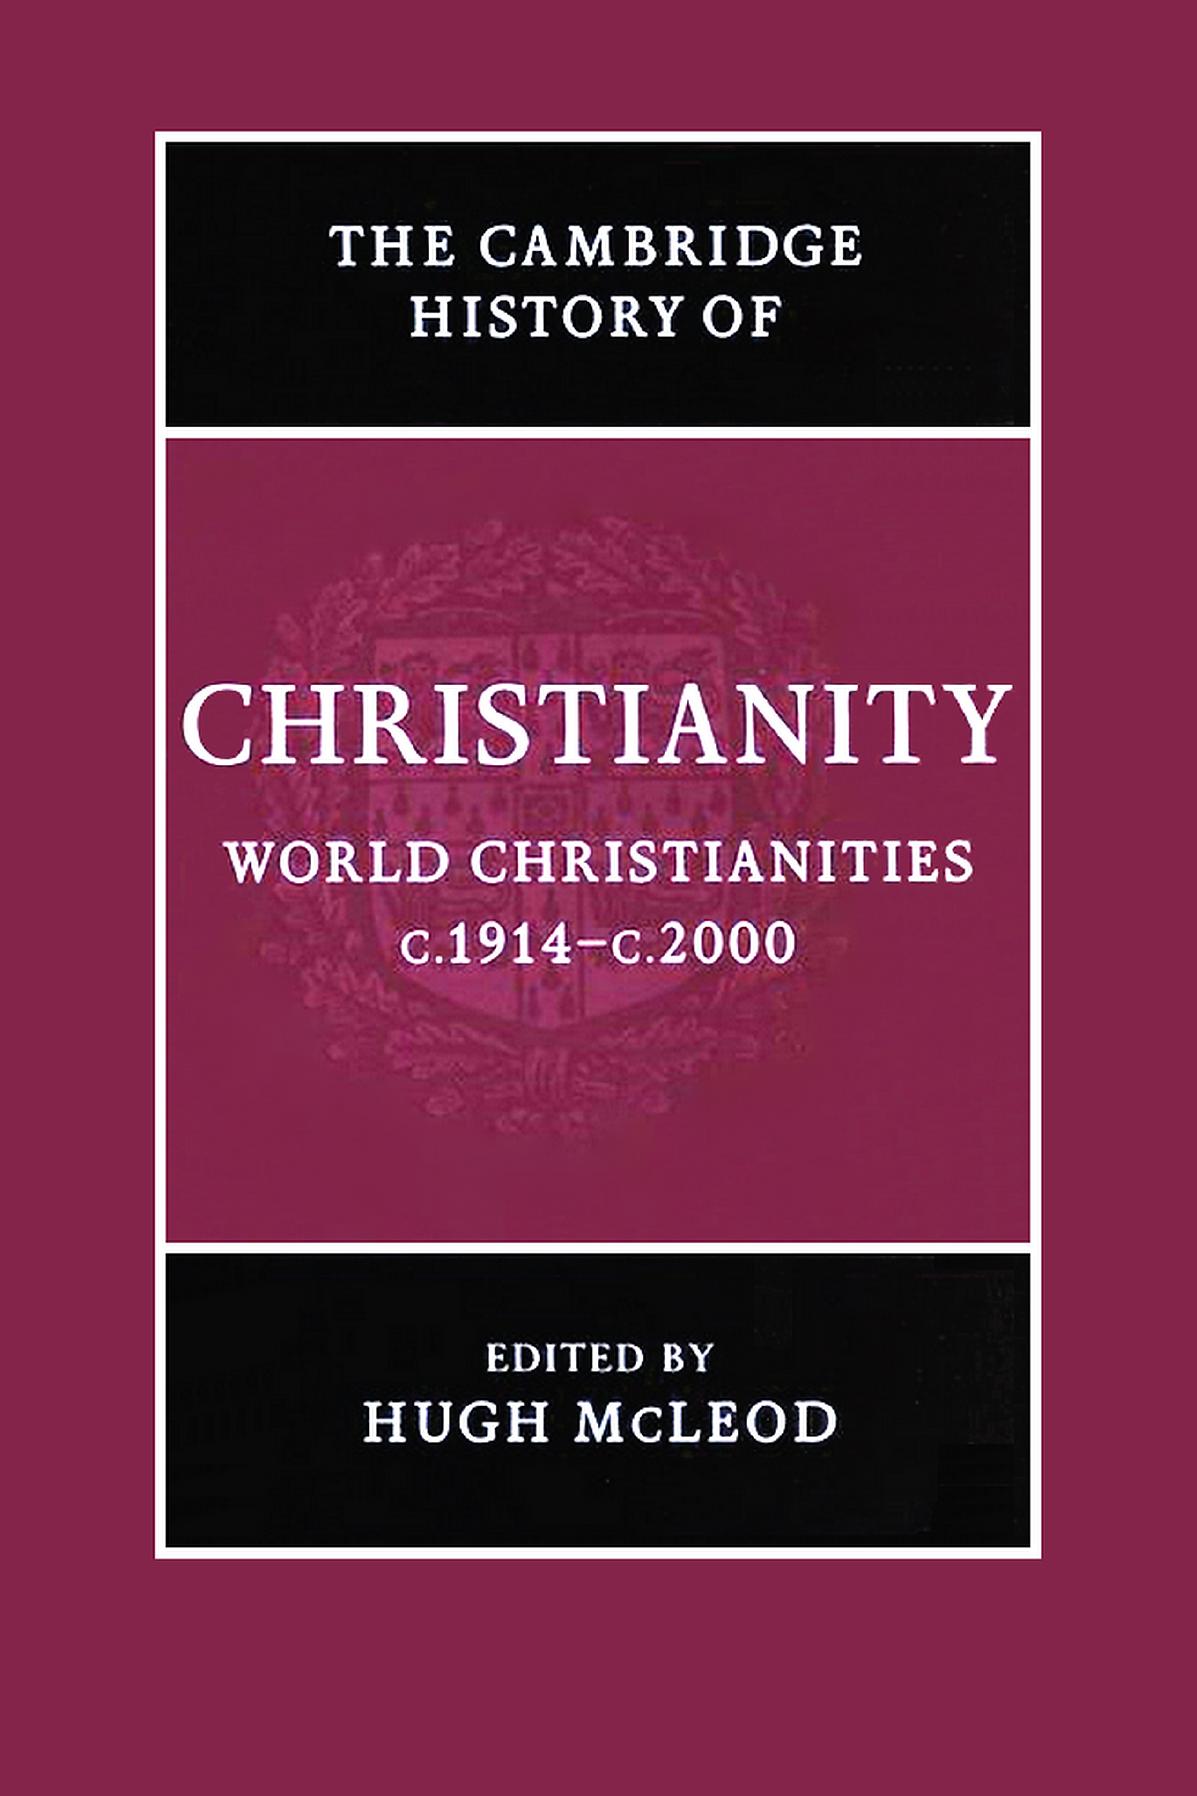 THE CAMBRIDGE
HISTORY OF
CHRISTIANITY
WORLD CHRISTIANITIES
c.1914–c.2000
EDITED BY
HUGH McLEOD